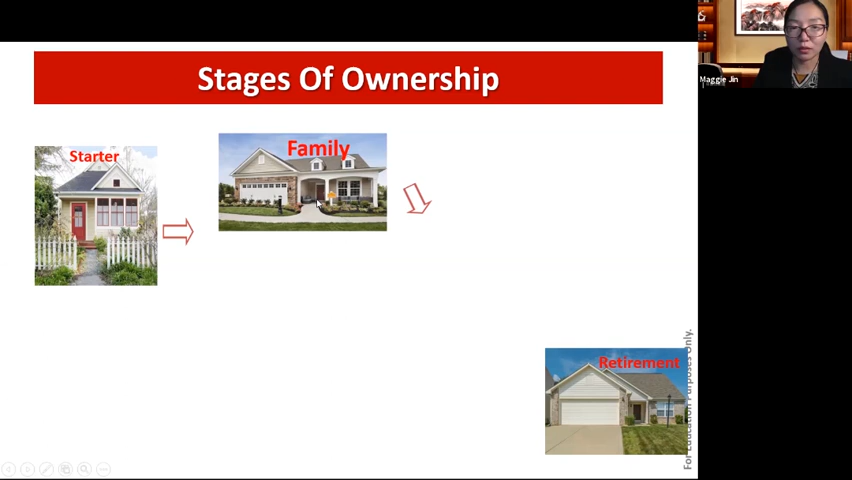 Stages Of Ownership
Starter
Family
Retirement
For Education Purposes Only.
Maggie Jin